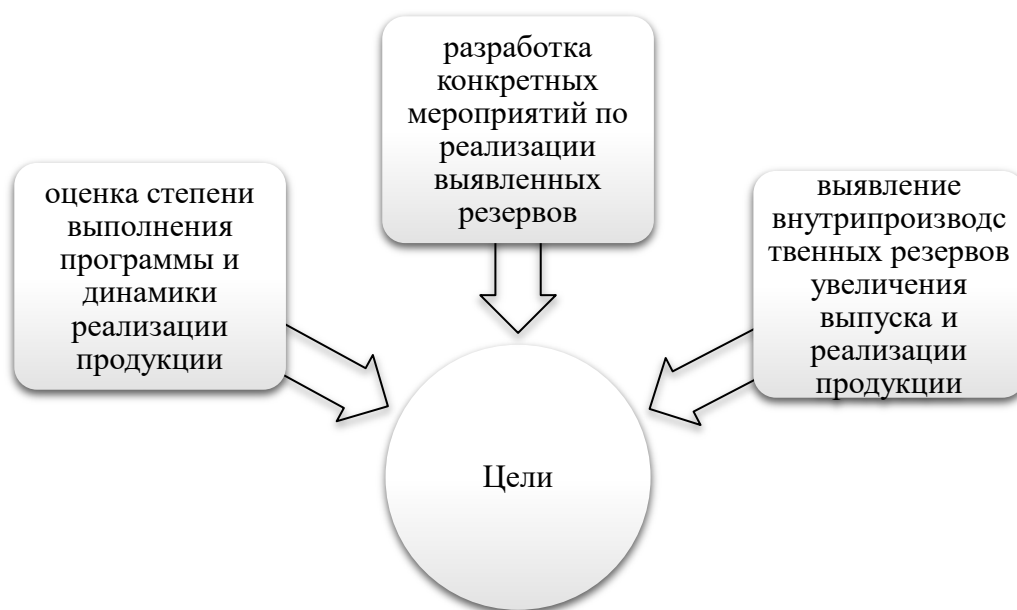 оценка степени
выполнения
программы и
динамики
реализации
продукции
разработка
конкретных
мероприятий по
реализации
выявленных
резервов
выявление
внутрипроизводс
твенных резервов
увеличения
выпуска и
реализации
продукции
Цели